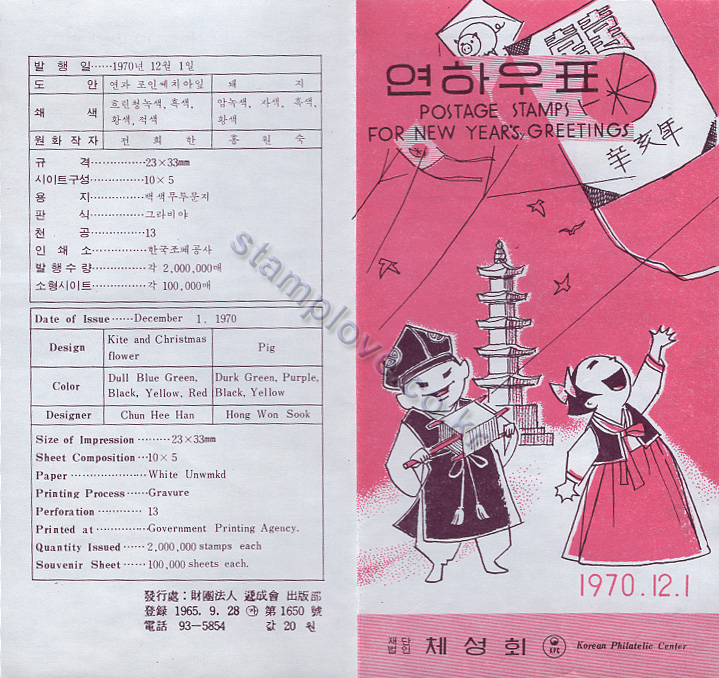 발행일······1970년 12월 1일
도 안 연과 포인세치아잎 돼 지
쇄 색 흐린청녹색, 흑색, 황색, 적색 암녹색, 자색, 흑색, 황색
원화작자 전 희 한 홍 원 숙
규 격··············23×33㎜
시이트구성··············10×5
용 지··············백색무투문지
판 식··············그라비야
천 공··············13
인 쇄 소··············한국조폐공사
발행수량··············각 2,000,000매
소형시이트··············각 100,000매
Date of Issue······December 1. 1970
Design Kite and Christmas flower Pig
Color Dull Blue Green, Black, Yellow, Red Durk Green, Purple, Black, Yellow
Designer Chun Hee Han Hong Won Sook
Size of Impression·········23×33㎜
Sheet Composition···10×5
Paper·····················White Unwmkd
Printing Process······Gravure
Perforation············13
Printed at···············Government Printing Agency.
Quantity Issued······2,000,000 stamps each
Souvenir Sheet······100,000 sheets each.
發行處：財團法人 遞成會 出版部
登錄 1965. 9. 28 ㉮ 第 1650 號
電話 93-5854 값 20 원
연하우표
POSTAGE STAMPS
FOR NEW YEAR'S, GREETINGS
辛亥年
1970.12.1
재단법인 체성회 KPC Korean Philatelic Center